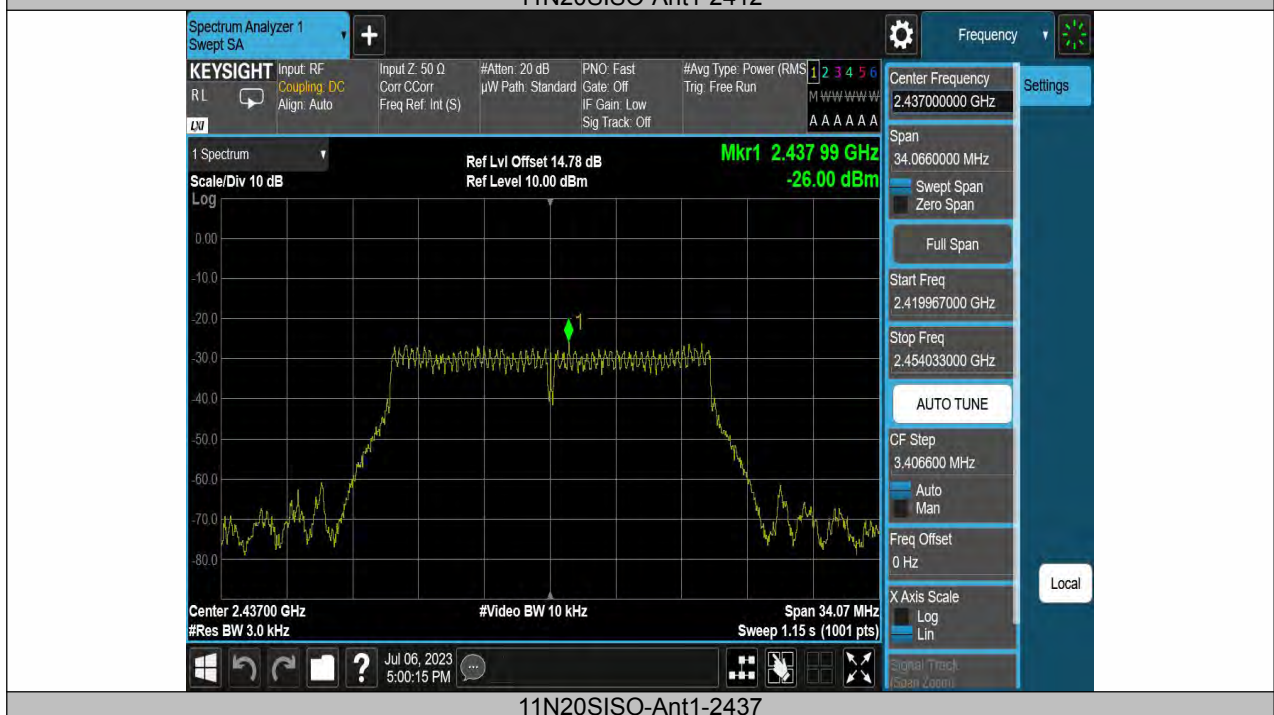 11N20SISO-Ant1-2412
Spectrum Analyzer 1
Swept SA
Frequency
KEYSIGHT
RL
LXI
Input: RF
Coupling: DC
Align: Auto
Input Z: 50 Ω
Corr CCorr
Freq Ref: Int (S)
#Atten: 20 dB
µW Path: Standard
PNO: Fast
Gate: Off
IF Gain: Low
Sig Track: Off
#Avg Type: Power (RMS
Trig: Free Run
1 2 3 4 5 6
M W W W W W
A A A A A A
Center Frequency
2.437000000 GHz
Settings
Span
34.0660000 MHz
Swept Span
Zero Span
Full Span
Start Freq
2.419967000 GHz
Stop Freq
2.454033000 GHz
AUTO TUNE
CF Step
3.406600 MHz
Auto
Man
Freq Offset
0 Hz
X Axis Scale
Log
Lin
Signal Track
(Span Zoom)
Local
1 Spectrum
Scale/Div 10 dB
Log
Ref Lvl Offset 14.78 dB
Ref Level 10.00 dBm
Mkr1 2.437 99 GHz
-26.00 dBm
0.00
-10.0
-20.0
-30.0
-40.0
-50.0
-60.0
-70.0
-80.0
1
Center 2.43700 GHz
#Res BW 3.0 kHz
#Video BW 10 kHz
Span 34.07 MHz
Sweep 1.15 s (1001 pts)
Jul 06, 2023
5:00:15 PM
11N20SISO-Ant1-2437